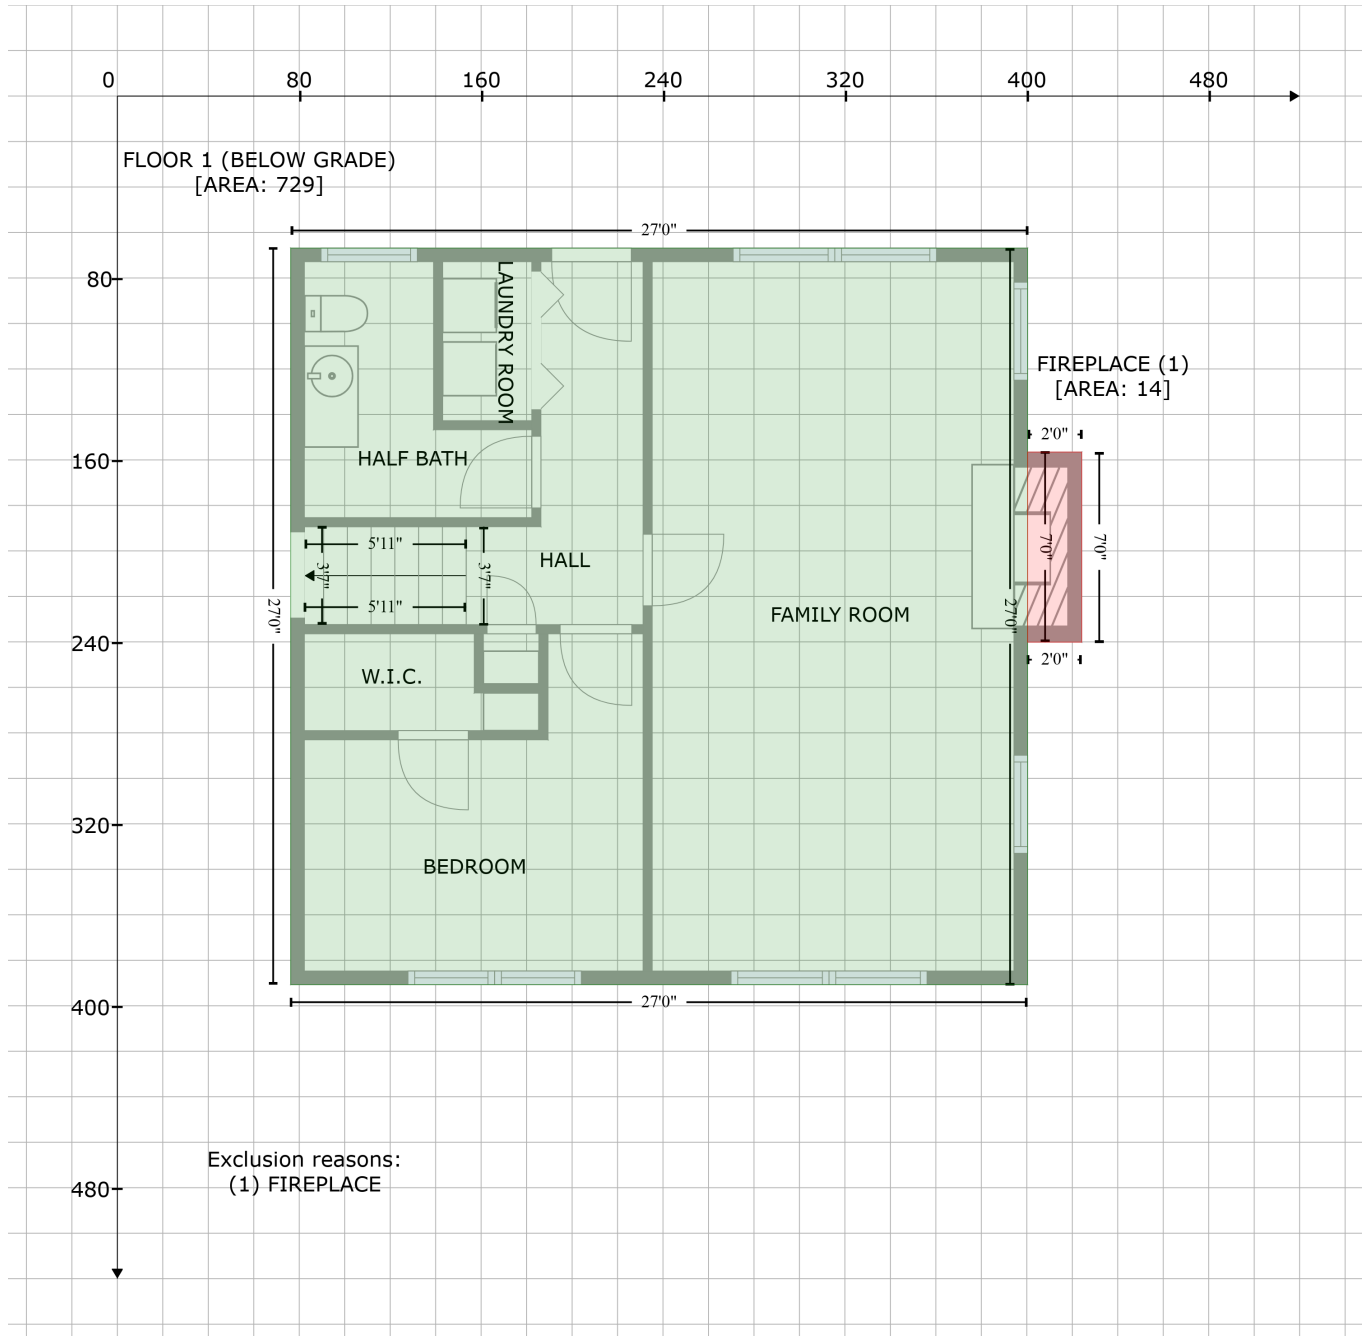 0 80 160 240 320 400 480
FLOOR 1 (BELOW GRADE)
[AREA: 729]
27'0"
80
LAUNDRY ROOM
FIREPLACE (1)
[AREA: 14]
2'0"
160
HALF BATH
5'11"
3'7"
3'7"
HALL
7'0"
7'0"
5'11"
27'0"
FAMILY ROOM
27'0"
240
2'0"
W.I.C.
320
BEDROOM
400
27'0"
Exclusion reasons:
(1) FIREPLACE
480